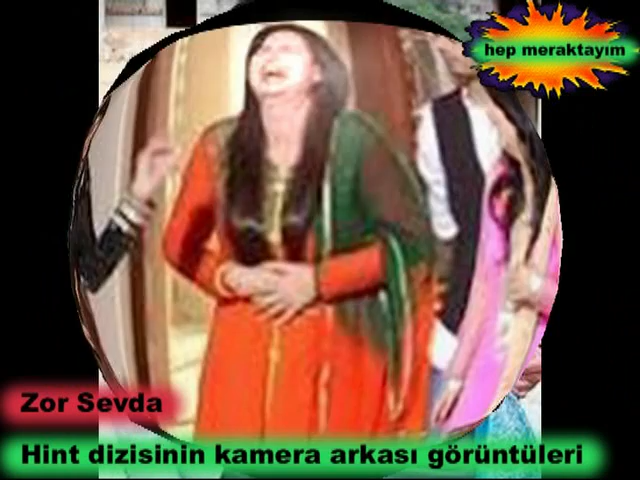 hep meraktayım
Zor Sevda
Hint dizisinin kamera arkası görüntüleri